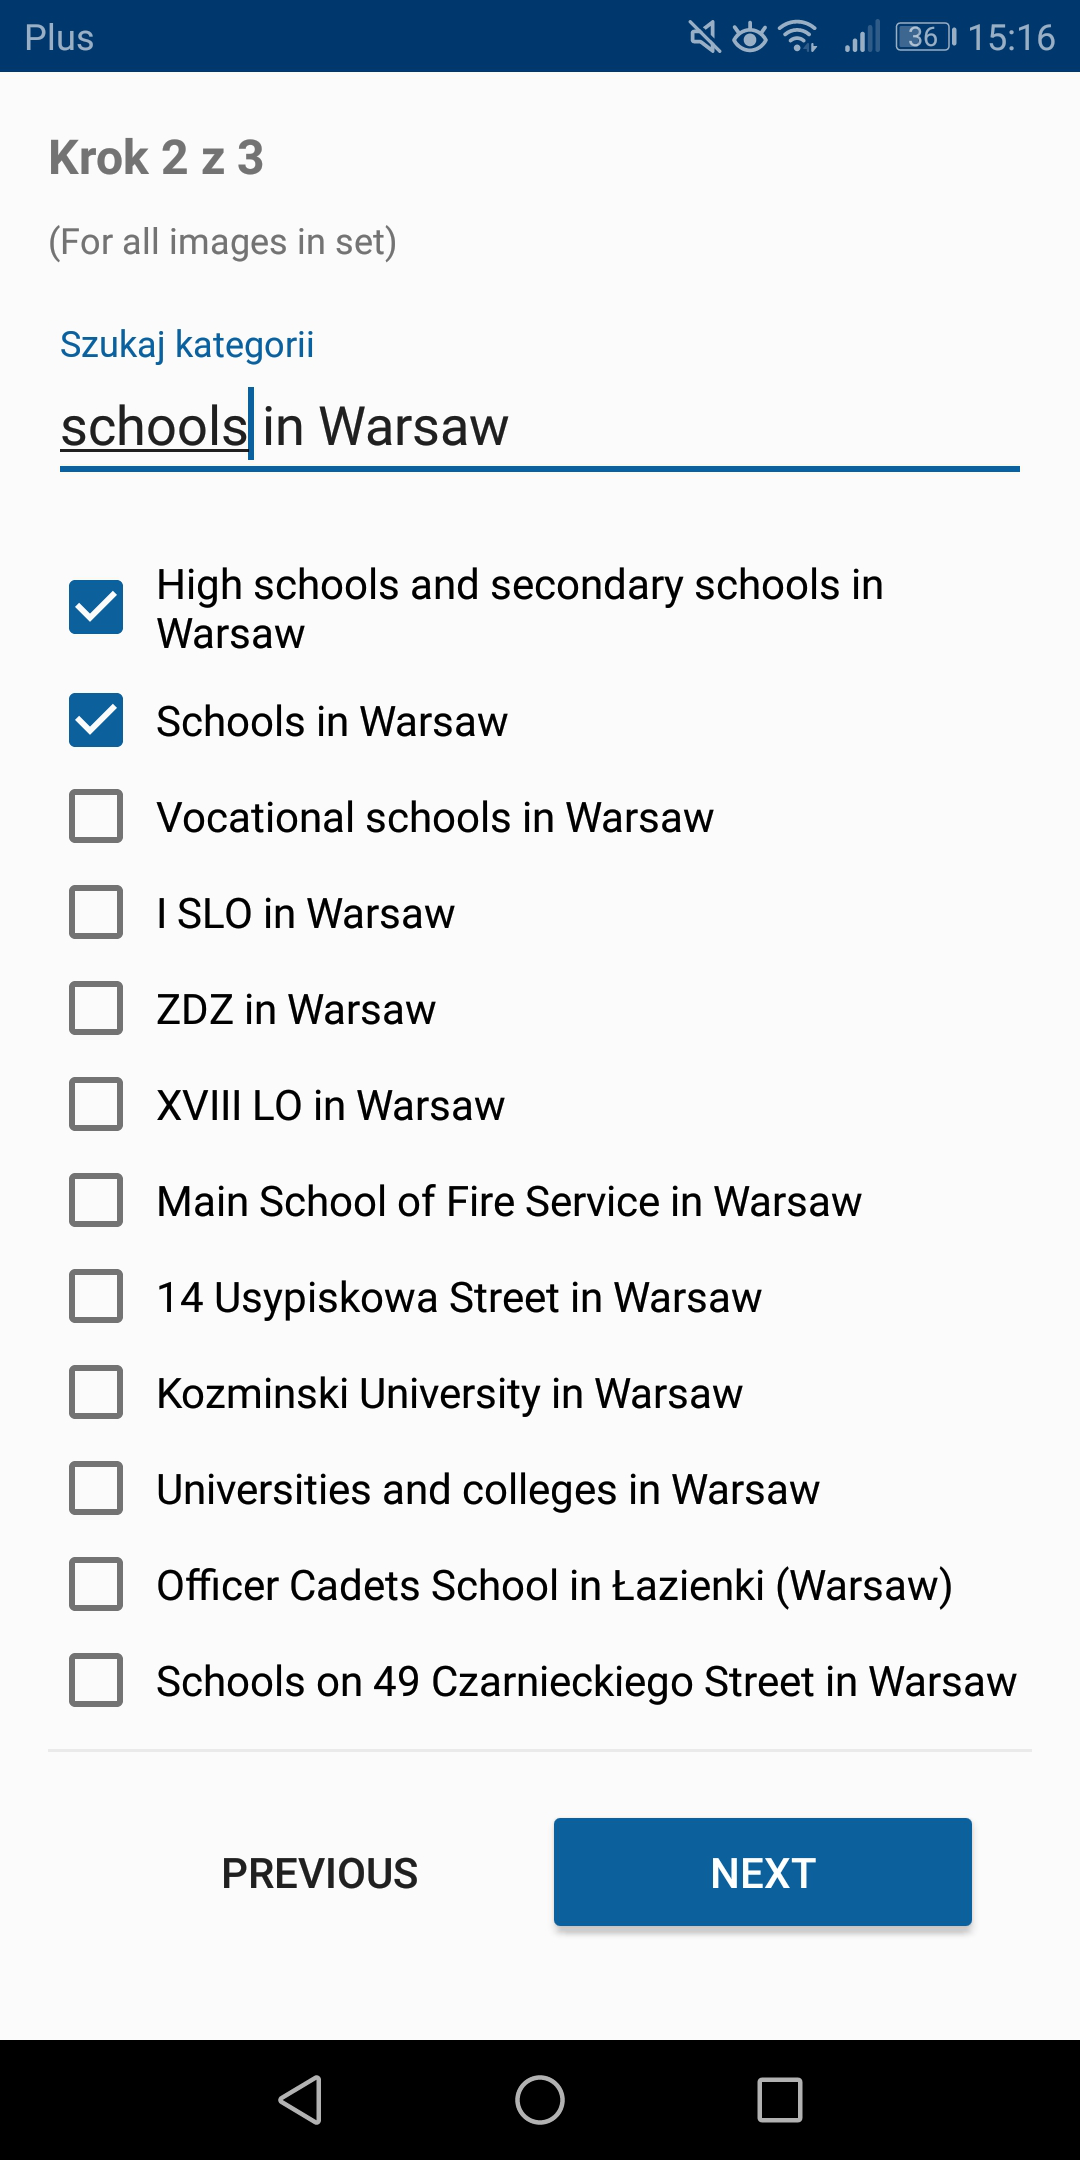 Plus 36 15:16
Krok 2 z 3
(For all images in set)
Szukaj kategorii
schools in Warsaw
High schools and secondary schools in
Warsaw
Schools in Warsaw
Vocational schools in Warsaw
I SLO in Warsaw
ZDZ in Warsaw
XVIII LO in Warsaw
Main School of Fire Service in Warsaw
14 Usypiskowa Street in Warsaw
Kozminski University in Warsaw
Universities and colleges in Warsaw
Officer Cadets School in Łazienki (Warsaw)
Schools on 49 Czarnieckiego Street in Warsaw
PREVIOUS NEXT